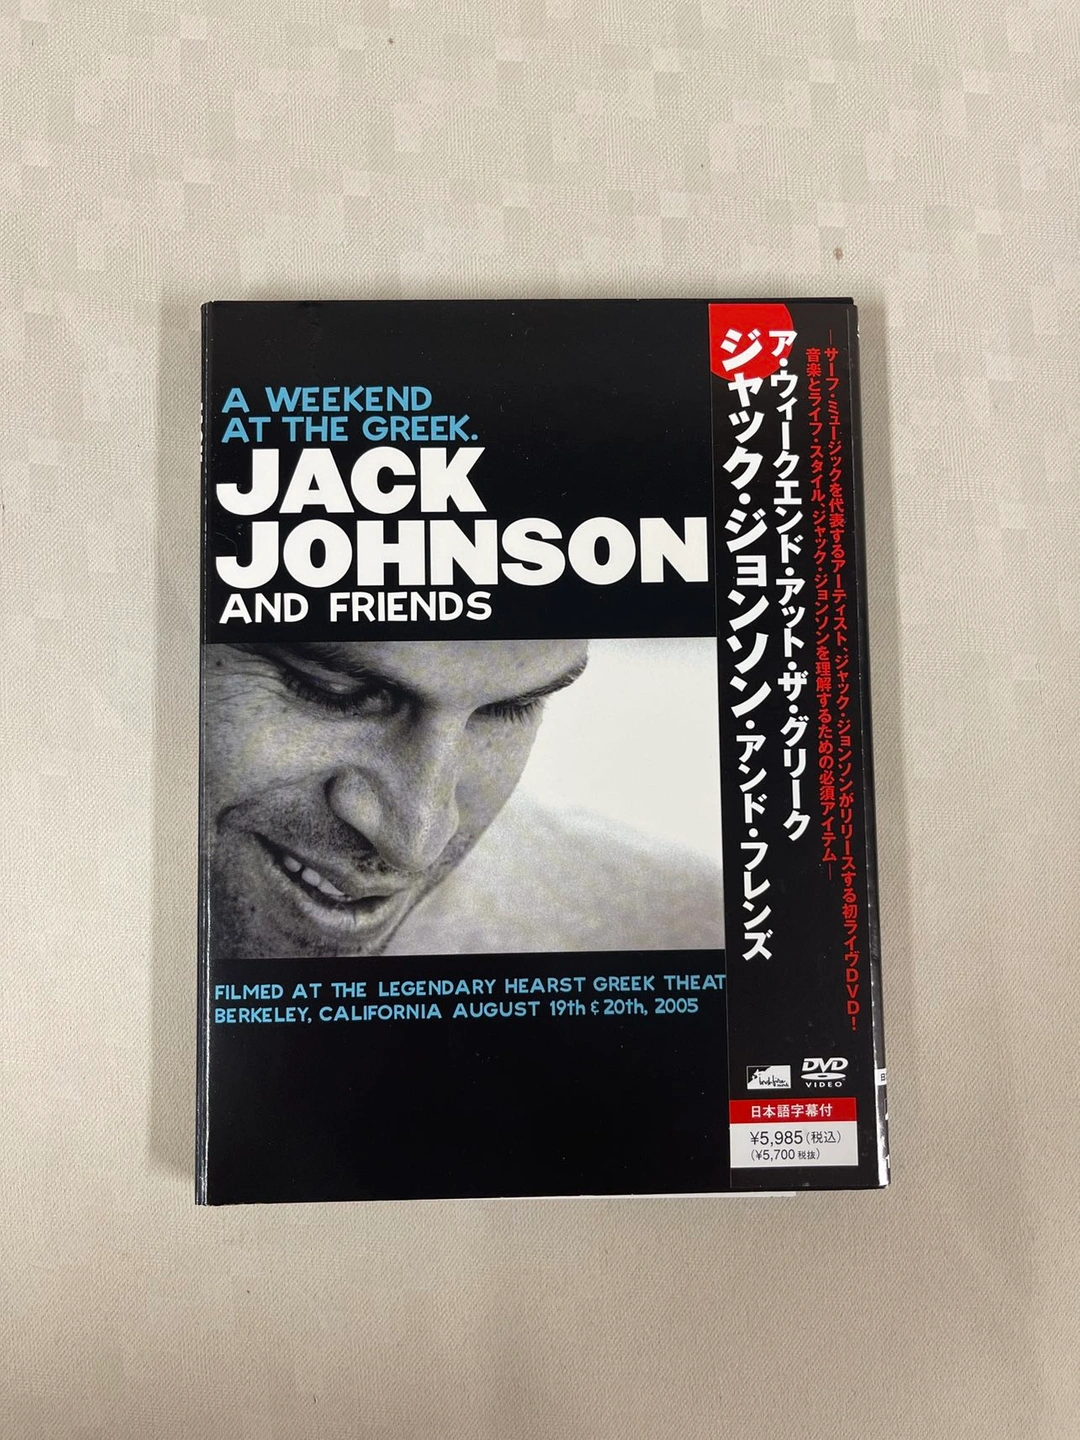 A WEEKEND
AT THE GREEK.
JACK
JOHNSON
AND FRIENDS
FILMED AT THE LEGENDARY HEARST GREEK THEAT
BERKELEY, CALIFORNIA AUGUST 19th & 20th, 2005
―サーフ・ミュージックを代表するアーティスト、ジャック・ジョンソンがリリースする初ライヴDVD!
音楽とライフ・スタイル、ジャック・ジョンソンを理解するための必須アイテム―
ア・ウィークエンド・アット・ザ・グリーク
ジャック・ジョンソン・アンド・フレンズ
DVD
VIDEO
日本語字幕付
¥5,985(税込)
(¥5,700 税抜)